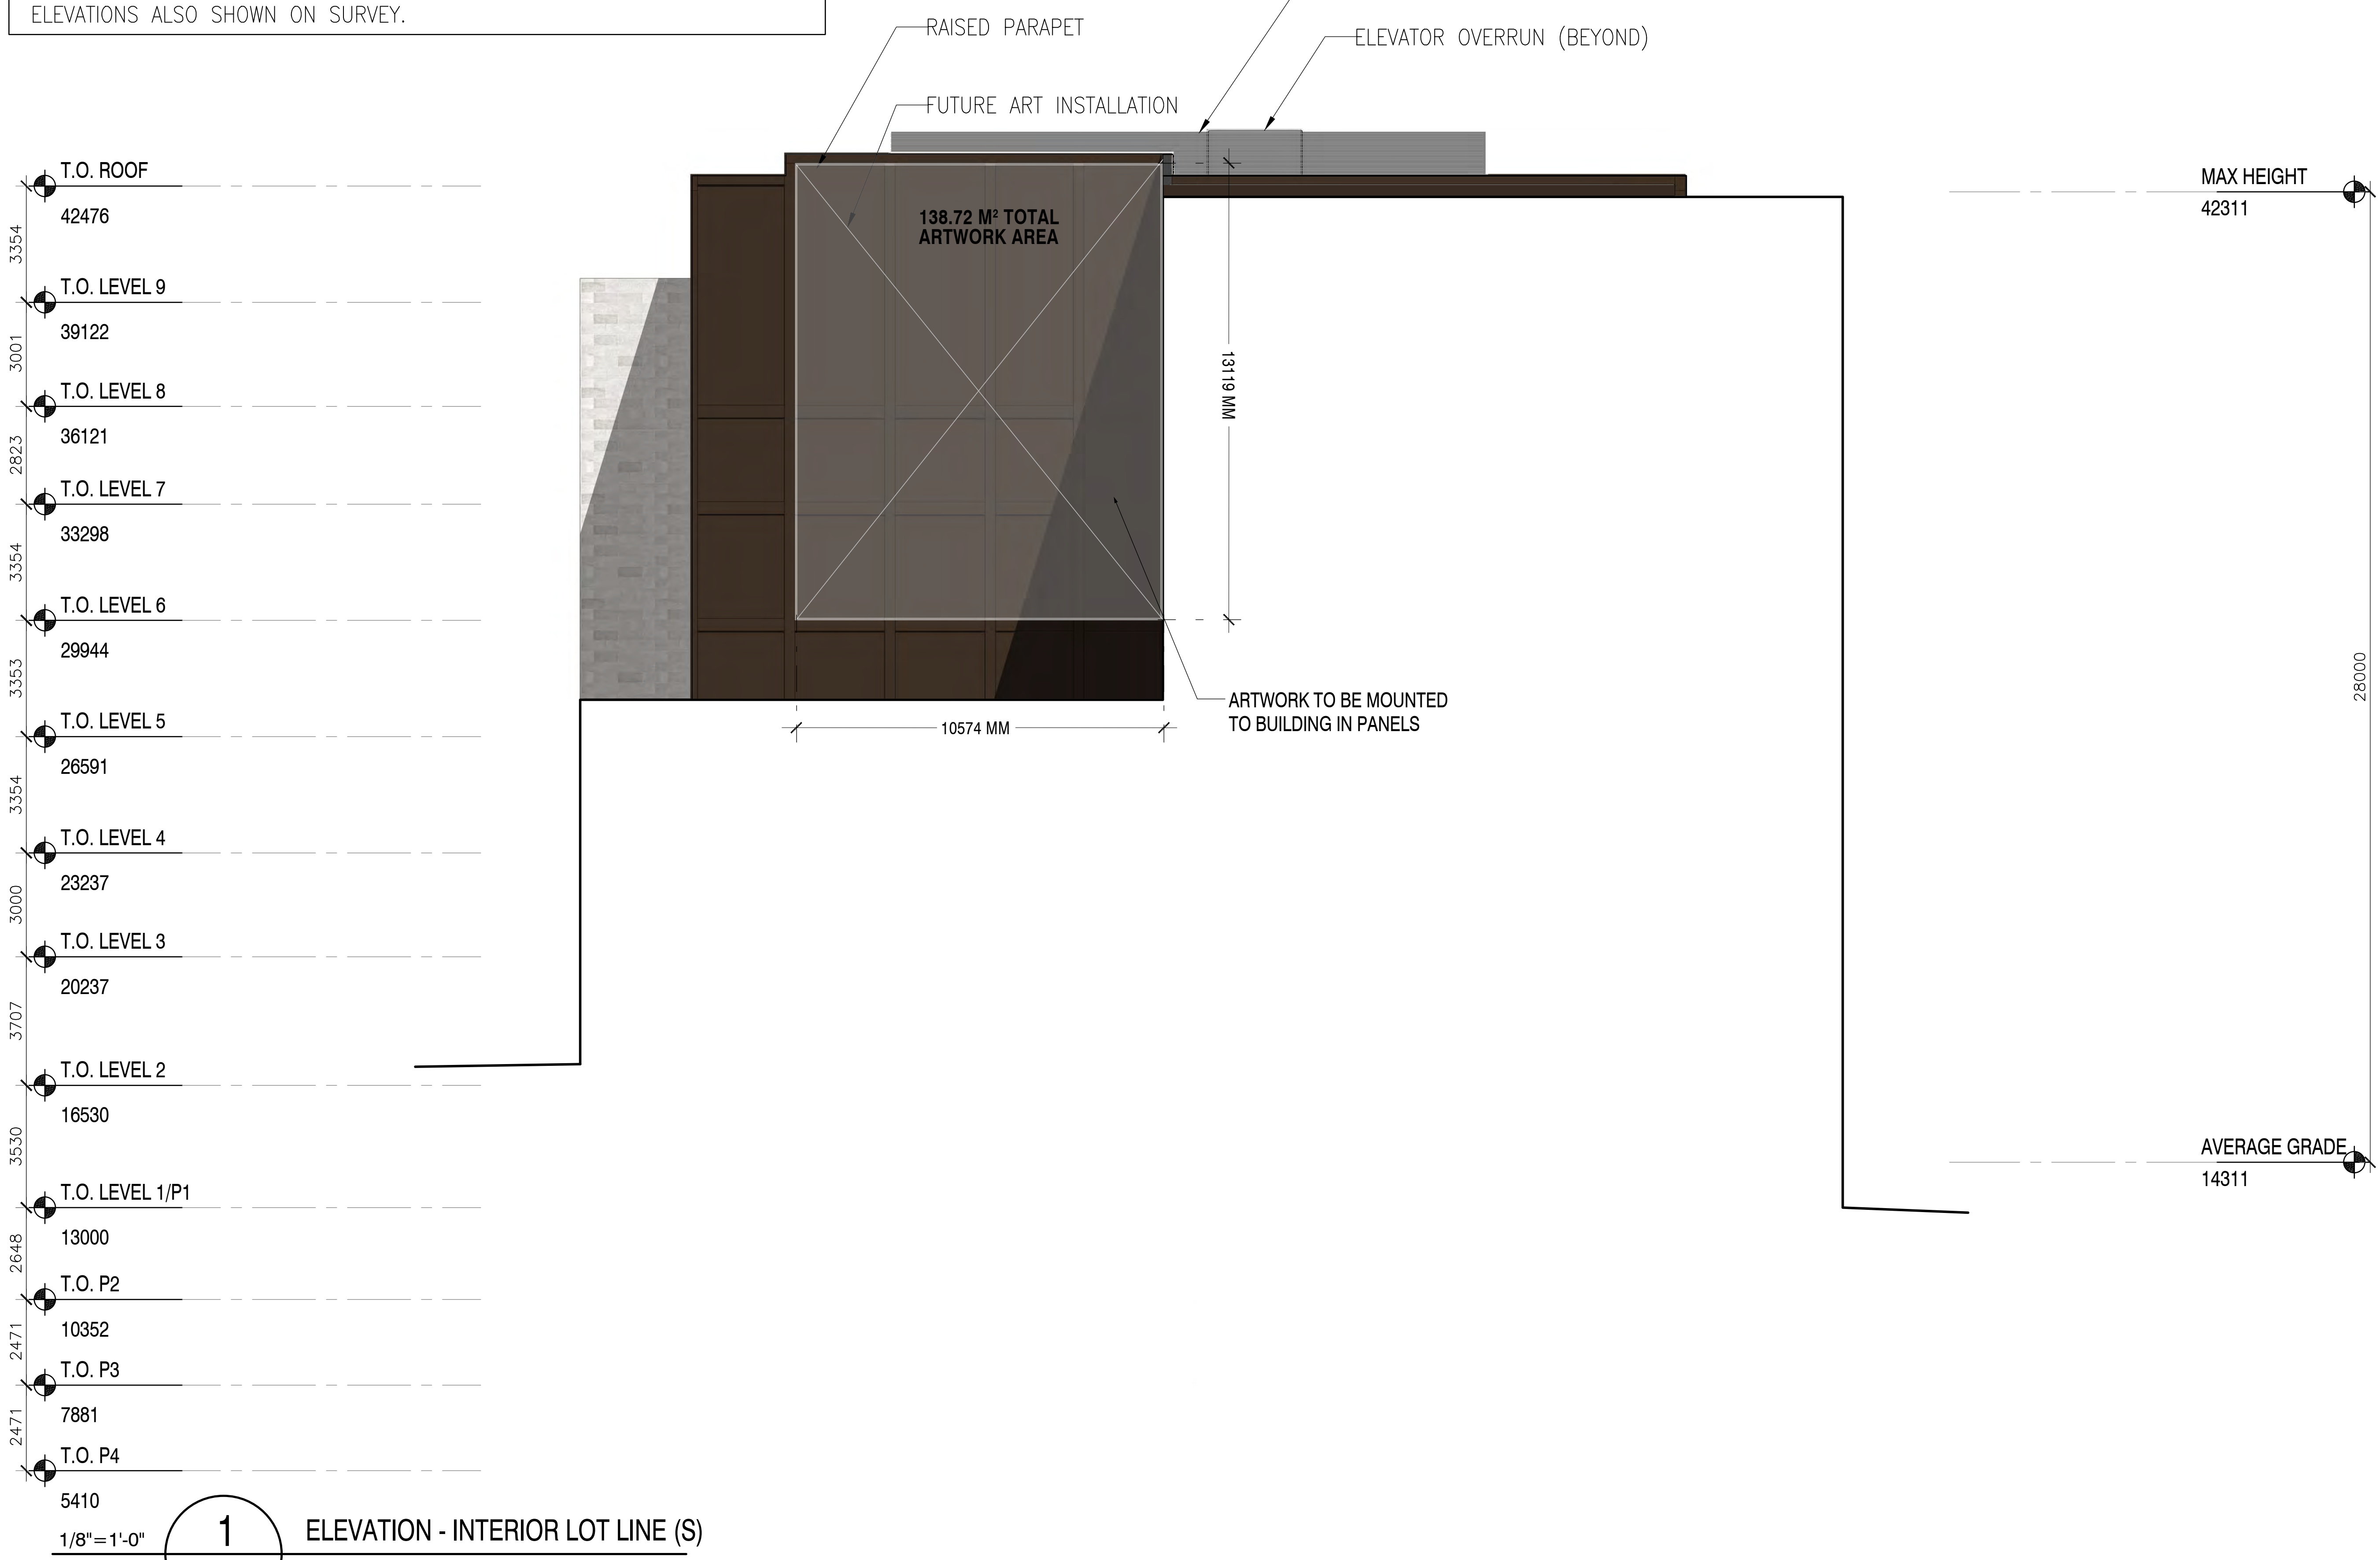 ELEVATIONS ALSO SHOWN ON SURVEY.
RAISED PARAPET
ELEVATOR OVERRUN (BEYOND)
FUTURE ART INSTALLATION
138.72 M² TOTAL
ARTWORK AREA
13119 MM
10574 MM
ARTWORK TO BE MOUNTED
TO BUILDING IN PANELS
T.O. ROOF
42476
3354
T.O. LEVEL 9
39122
3001
T.O. LEVEL 8
36121
2823
T.O. LEVEL 7
33298
3354
T.O. LEVEL 6
29944
3353
T.O. LEVEL 5
26591
3354
T.O. LEVEL 4
23237
3000
T.O. LEVEL 3
20237
3707
T.O. LEVEL 2
16530
3530
T.O. LEVEL 1/P1
13000
2648
T.O. P2
10352
2471
T.O. P3
7881
2471
T.O. P4
5410
MAX HEIGHT
42311
28000
AVERAGE GRADE
14311
1/8"=1'-0"
1
ELEVATION - INTERIOR LOT LINE (S)